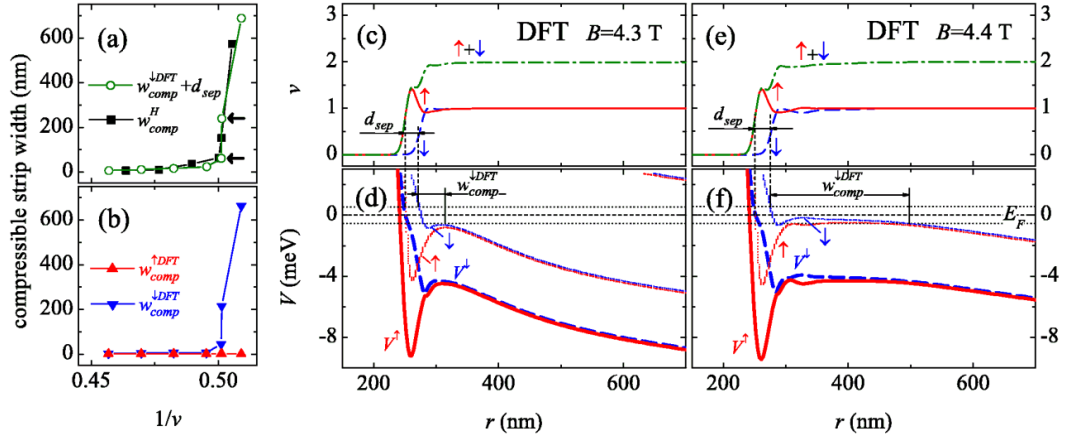 (a)
600
400
200
0
w_comp^↓DFT + d_sep
w_comp^H
compressible strip width (nm)
(b)
600
400
200
0
w_comp^↑DFT
w_comp^↓DFT
0.45 0.50
1/ν
(c) DFT B=4.3 T
↑+↓
ν
2
1
0
d_sep
↑
↓
(e) DFT B=4.4 T
↑+↓
2
1
0
d_sep
↑
↓
(d)
w_comp^↓DFT
V (meV)
0
-4
-8
↓
↑
V^↓
V^↑
200 400 600
r (nm)
(f)
w_comp^↓DFT
E_F
0
-4
-8
↓
↑
V^↓
V^↑
200 400 600
r (nm)